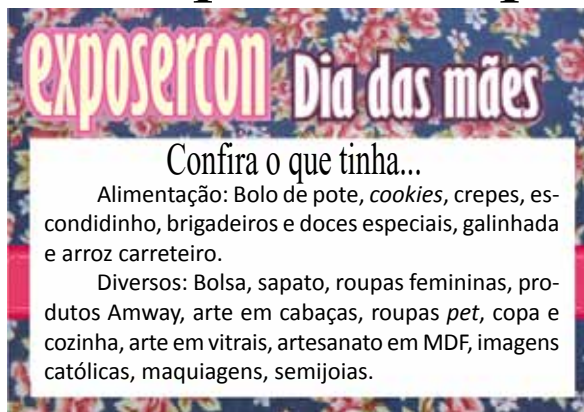 exposercon Dia das mães
Confira o que tinha...
Alimentação: Bolo de pote, cookies, crepes, es-
condidinho, brigadeiros e doces especiais, galinhada
e arroz carreteiro.
Diversos: Bolsa, sapato, roupas femininas, pro-
dutos Amway, arte em cabaças, roupas pet, copa e
cozinha, arte em vitrais, artesanato em MDF, imagens
católicas, maquiagens, semijoias.